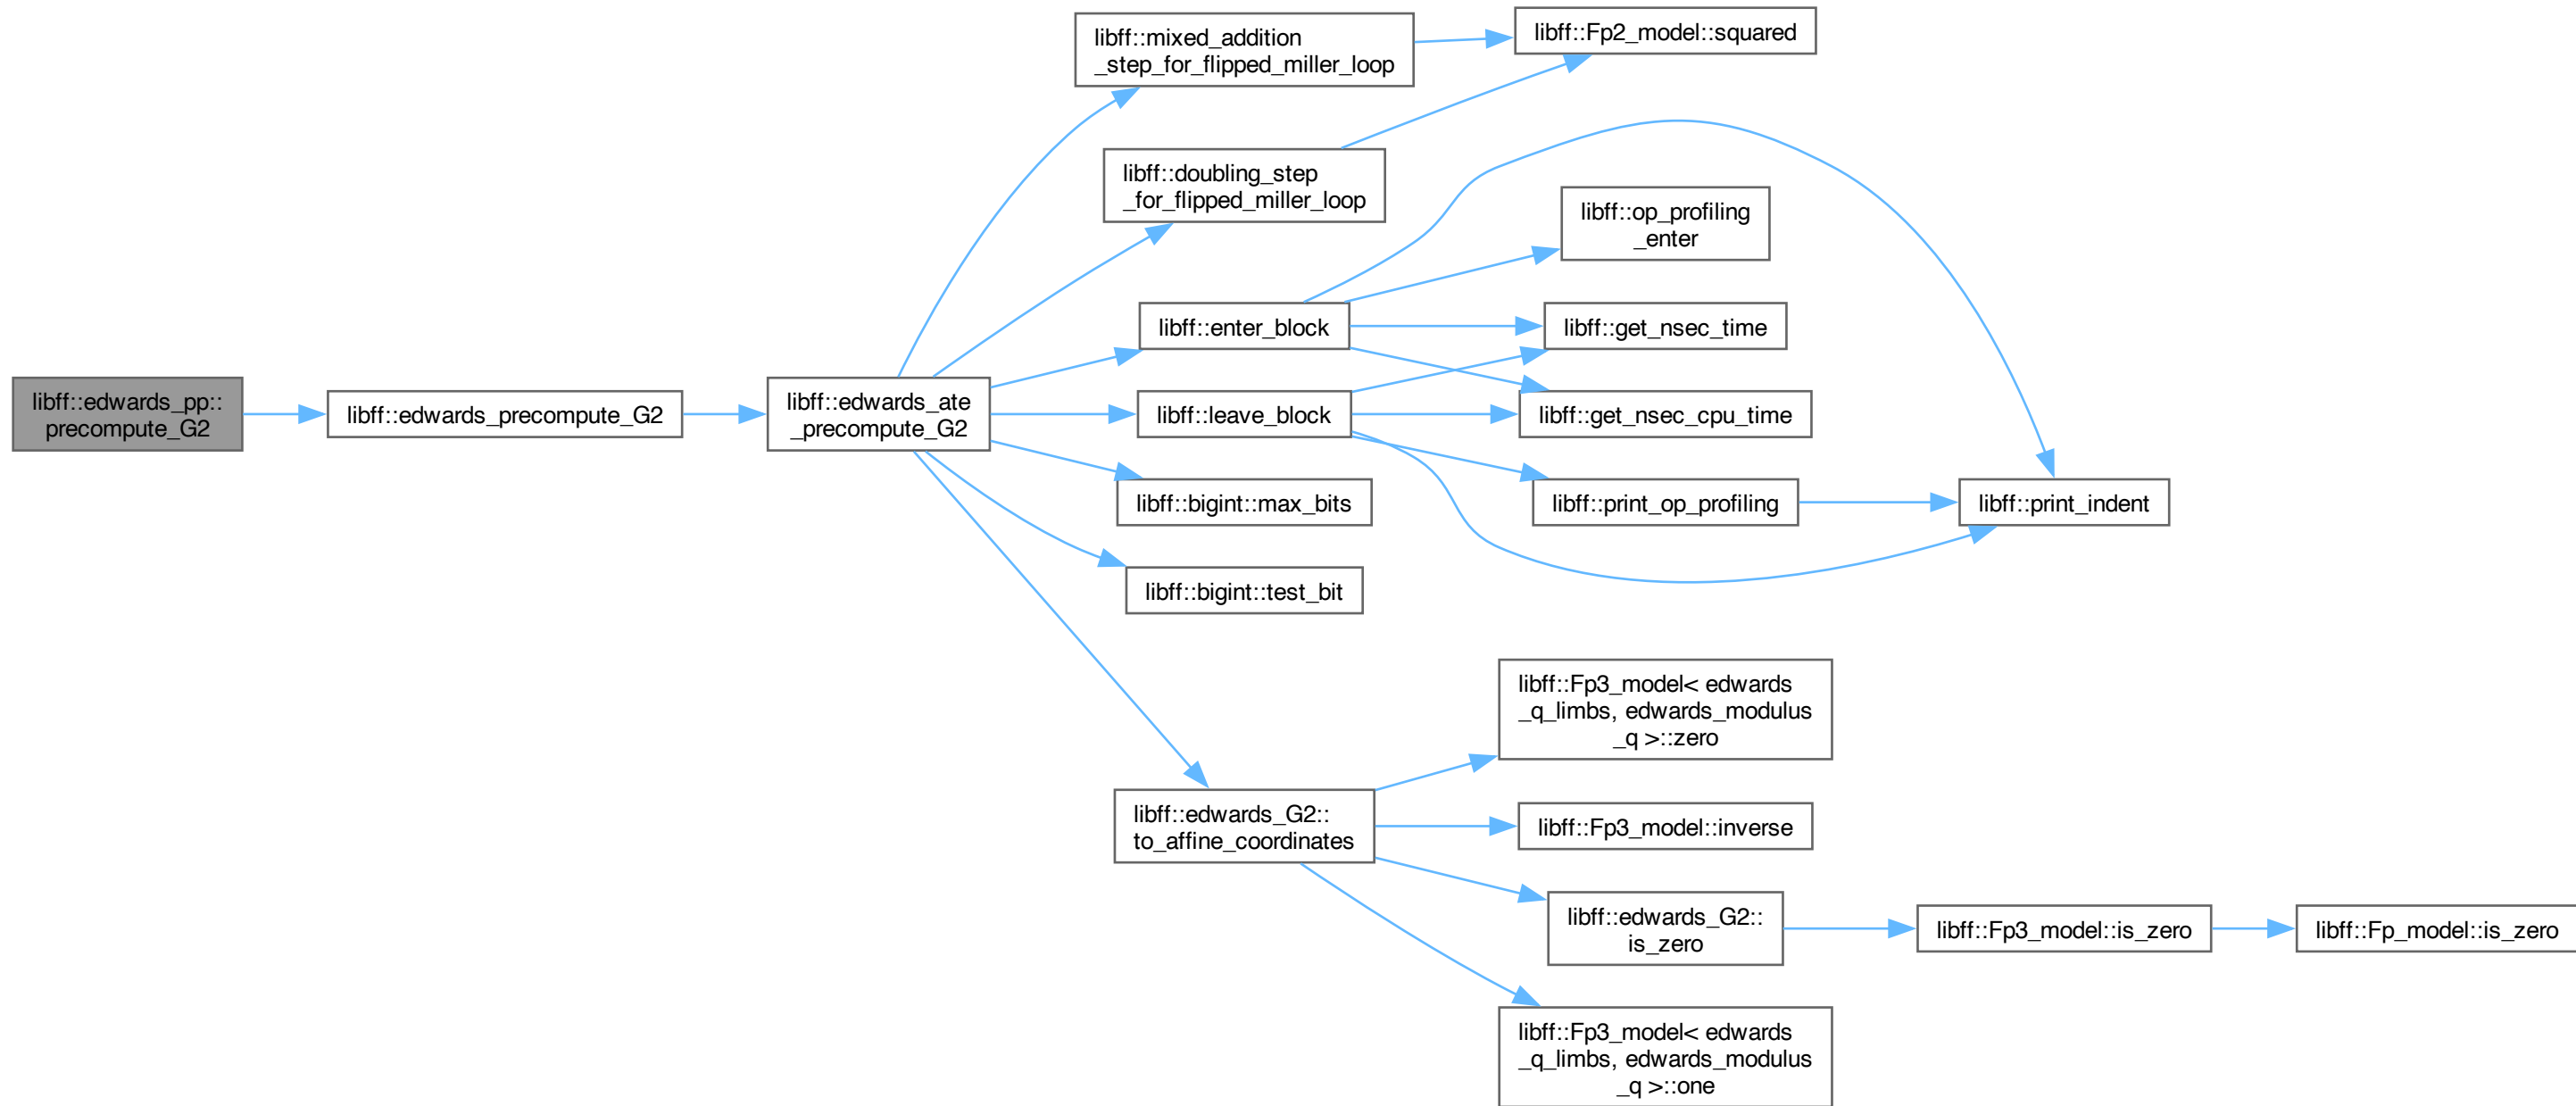 libff::edwards_pp::
precompute_G2
libff::edwards_precompute_G2
libff::edwards_ate
_precompute_G2
libff::mixed_addition
_step_for_flipped_miller_loop
libff::doubling_step
_for_flipped_miller_loop
libff::enter_block
libff::leave_block
libff::bigint::max_bits
libff::bigint::test_bit
libff::edwards_G2::
to_affine_coordinates
libff::Fp2_model::squared
libff::op_profiling
_enter
libff::get_nsec_time
libff::get_nsec_cpu_time
libff::print_op_profiling
libff::print_indent
libff::Fp3_model< edwards
_q_limbs, edwards_modulus
_q >::zero
libff::Fp3_model::inverse
libff::edwards_G2::
is_zero
libff::Fp3_model::is_zero
libff::Fp_model::is_zero
libff::Fp3_model< edwards
_q_limbs, edwards_modulus
_q >::one